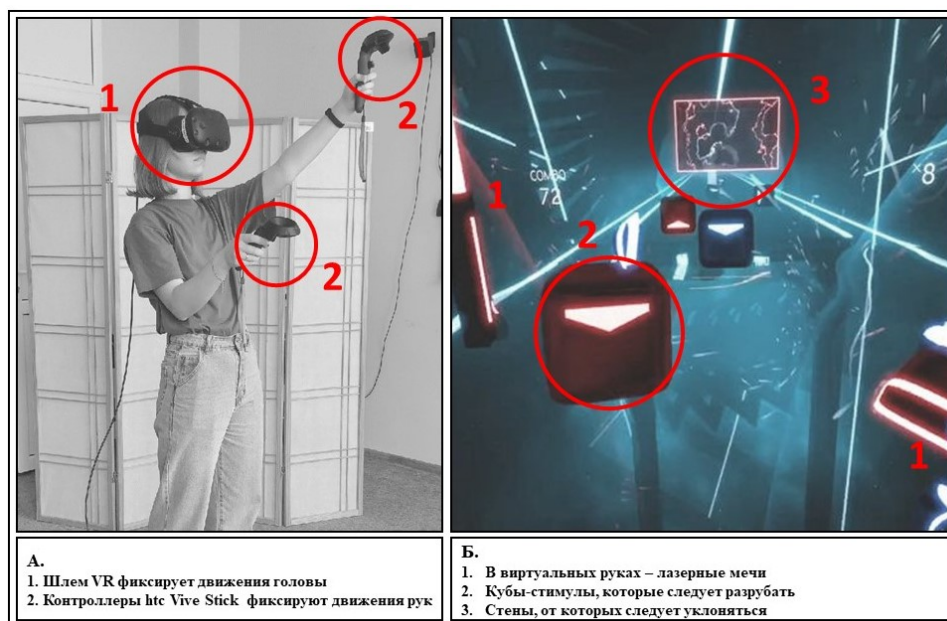 1
2
2
3
COMBO
72
×8
1
2
1
А.
1. Шлем VR фиксирует движения головы
2. Контроллеры htc Vive Stick фиксируют движения рук
Б.
1. В виртуальных руках – лазерные мечи
2. Кубы-стимулы, которые следует разрубать
3. Стены, от которых следует уклоняться